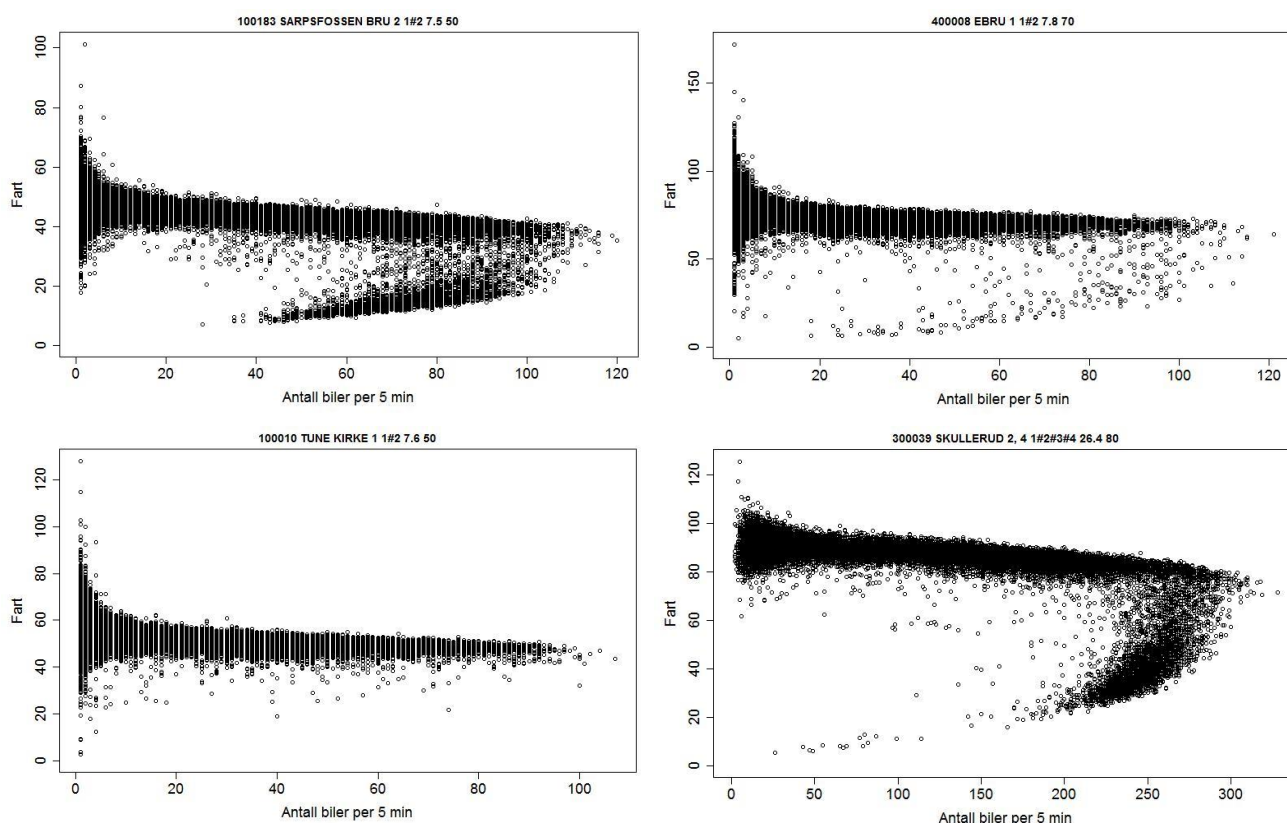 100183 SARPSFOSSEN BRU 2 1#2 7.5 50
Fart
100
80
60
40
20
0
0 20 40 60 80 100 120
Antall biler per 5 min
400008 EBRU 1 1#2 7.8 70
Fart
150
100
50
0
0 20 40 60 80 100 120
Antall biler per 5 min
100010 TUNE KIRKE 1 1#2 7.6 50
Fart
120
100
80
60
40
20
0
0 20 40 60 80 100
Antall biler per 5 min
300039 SKULLERUD 2, 4 1#2#3#4 26.4 80
Fart
120
100
80
60
40
20
0
0 50 100 150 200 250 300
Antall biler per 5 min